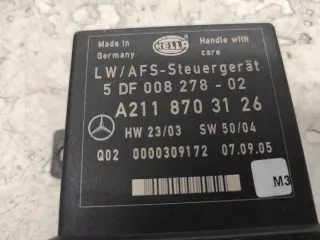 Made in
Germany
HELLA
Handle with
care
LW/AFS-Steuergerät
5 DF 008 278 - 02
A211 870 31 26
HW 23/03 SW 50/04
Q02 0000309172 07.09.05
M3